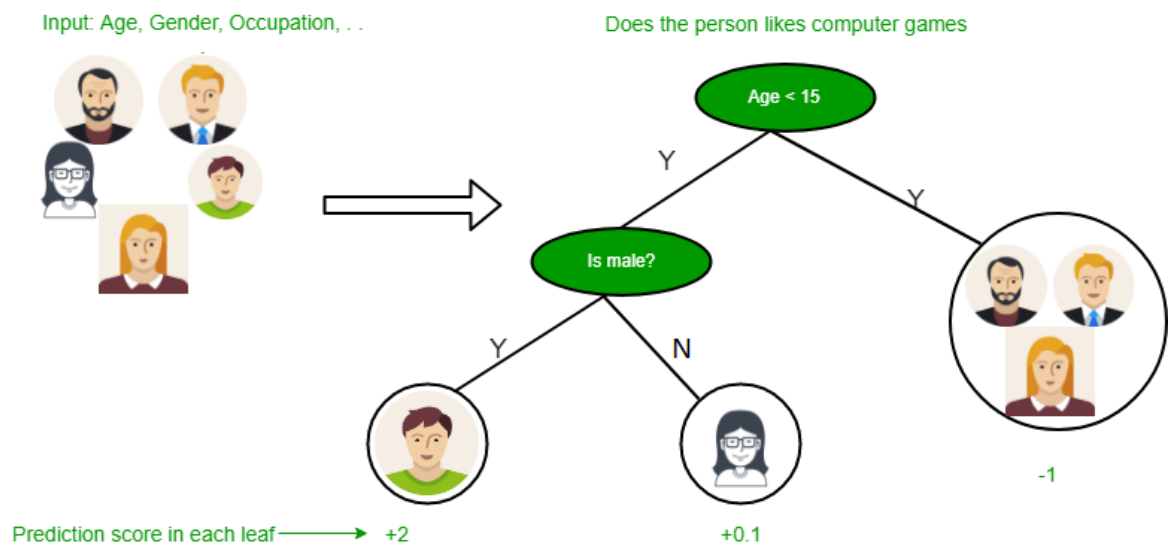 Input: Age, Gender, Occupation, . .
.
Does the person likes computer games
Age < 15
Y
Y
Is male?
Y
N
-1
Prediction score in each leaf
+2
+0.1